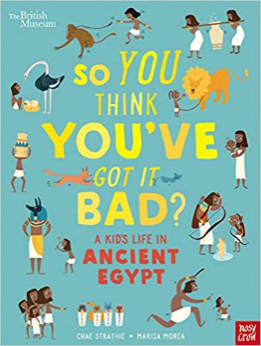 The British
Museum
SO YOU
THINK
YOU'VE
GOT IT
BAD?
A KID'S LIFE IN
ANCIENT
EGYPT
CHAE STRATHIE • MARISA MOREA
nosy
crow